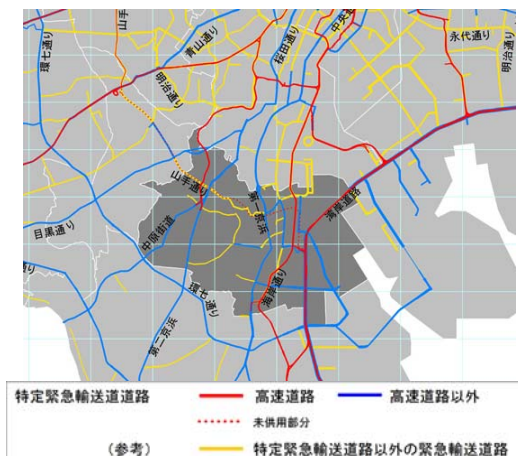 環七通り
山手
明治通り
青山通り
桜田通り
中央
永代通り
明治通り
山手通り
第一京浜
湾岸道路
目黒通り
中原街道
環七通り
海岸通り
第二京浜
通り
特定緊急輸送道道路
高速道路
高速道路以外
未供用部分
(参考)
特定緊急輸送道路以外の緊急輸送道路